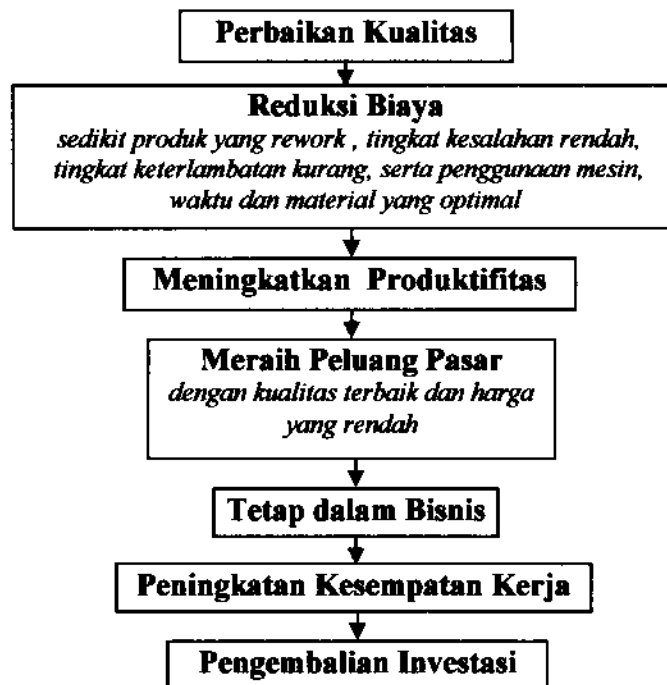 Perbaikan Kualitas
Reduksi Biaya
sedikit produk yang rework , tingkat kesalahan rendah,
tingkat keterlambatan kurang, serta penggunaan mesin,
waktu dan material yang optimal
Meningkatkan Produktifitas
Meraih Peluang Pasar
dengan kualitas terbaik dan harga
yang rendah
Tetap dalam Bisnis
Peningkatan Kesempatan Kerja
Pengembalian Investasi